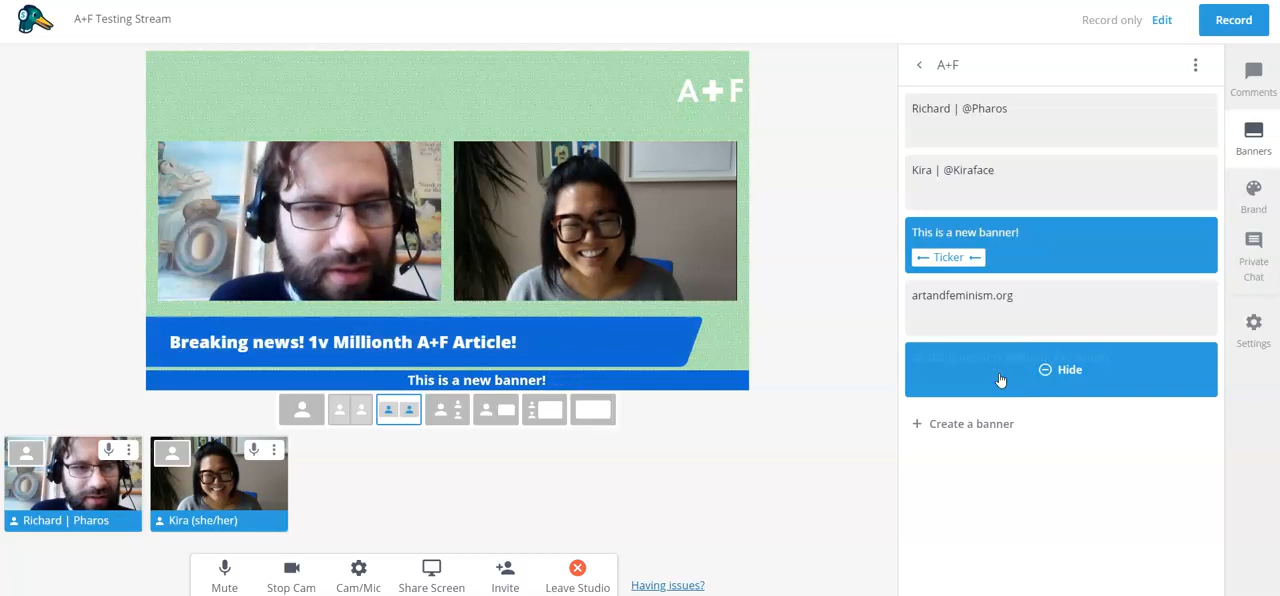 A+F Testing Stream
Record only Edit Record
A+F
A+F
Richard | @Pharos
Kira | @Kiraface
This is a new banner!
← Ticker ←
artandfeminism.org
Hide
+ Create a banner
Comments
Banners
Brand
Private
Chat
Settings
Breaking news! 1v Millionth A+F Article!
This is a new banner!
Richard | Pharos
Kira (she/her)
Mute
Stop Cam
Cam/Mic
Share Screen
Invite
Leave Studio
Having issues?